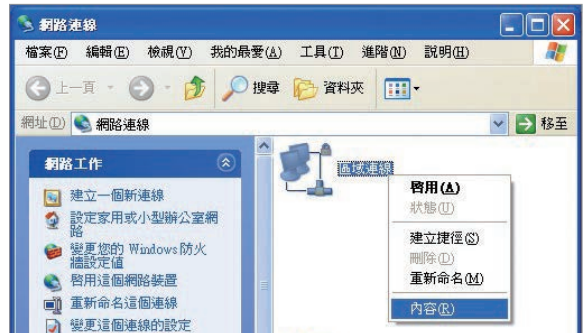 網路連線
檔案(F) 編輯(E) 檢視(V) 我的最愛(A) 工具(T) 進階(N) 說明(H)
上一頁 搜尋 資料夾
網址(D) 網路連線 移至
網路工作
建立一個新連線
設定家用或小型辦公室網
路
變更您的 Windows 防火
牆設定值
啓用這個網路裝置
重新命名這個連線
變更這個連線的設定
區域連線
啓用(A)
狀態(U)
建立捷徑(S)
刪除(D)
重新命名(M)
內容(R)